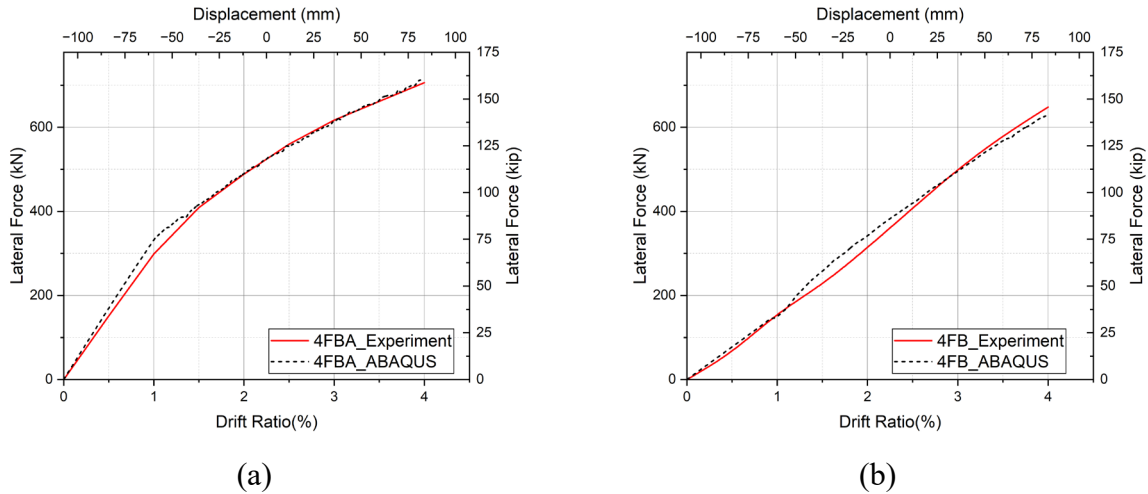 Displacement (mm)
−100 −75 −50 −25 0 25 50 75 100
Lateral Force (kN)
600
400
200
0
175
150
125
100
75
50
25
0
Lateral Force (kip)
4FBA_Experiment
4FBA_ABAQUS
0 1 2 3 4
Drift Ratio(%)
(a)
Displacement (mm)
−100 −75 −50 −25 0 25 50 75 100
Lateral Force (kN)
600
400
200
0
175
150
125
100
75
50
25
0
Lateral Force (kip)
4FB_Experiment
4FB_ABAQUS
0 1 2 3 4
Drift Ratio(%)
(b)